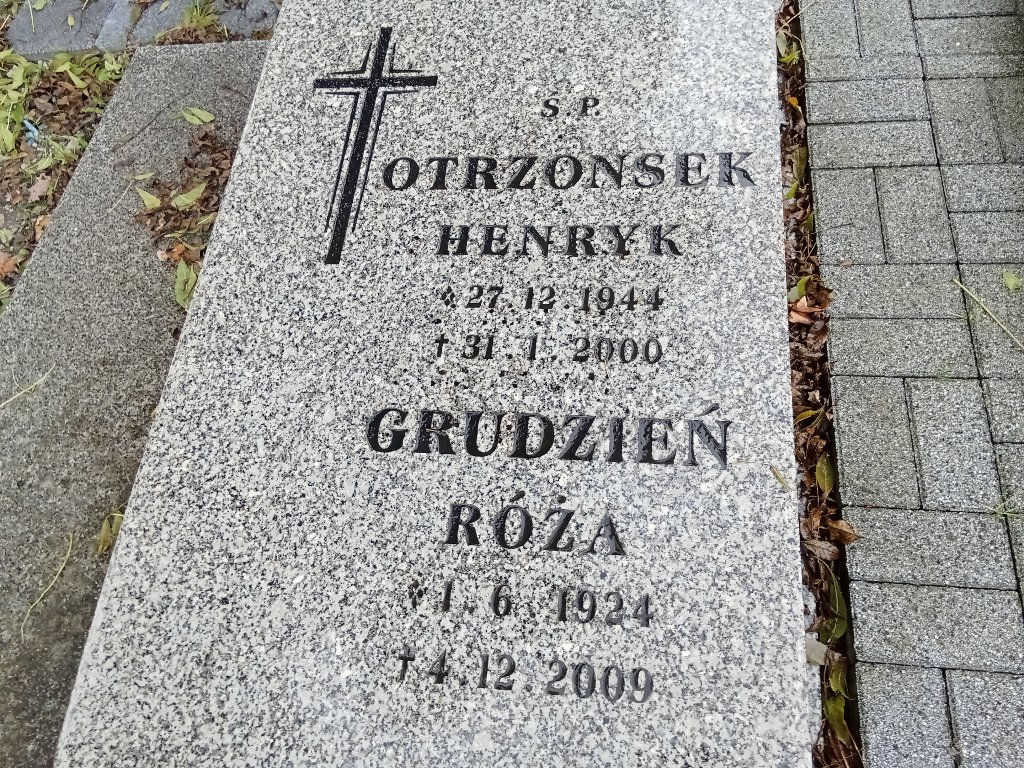 Ś.P.
OTRZONSEK
HENRYK
* 27.12.1944
† 31.1.2000
GRUDZIEŃ
RÓŻA
* 1.6.1924
† 4.12.2009